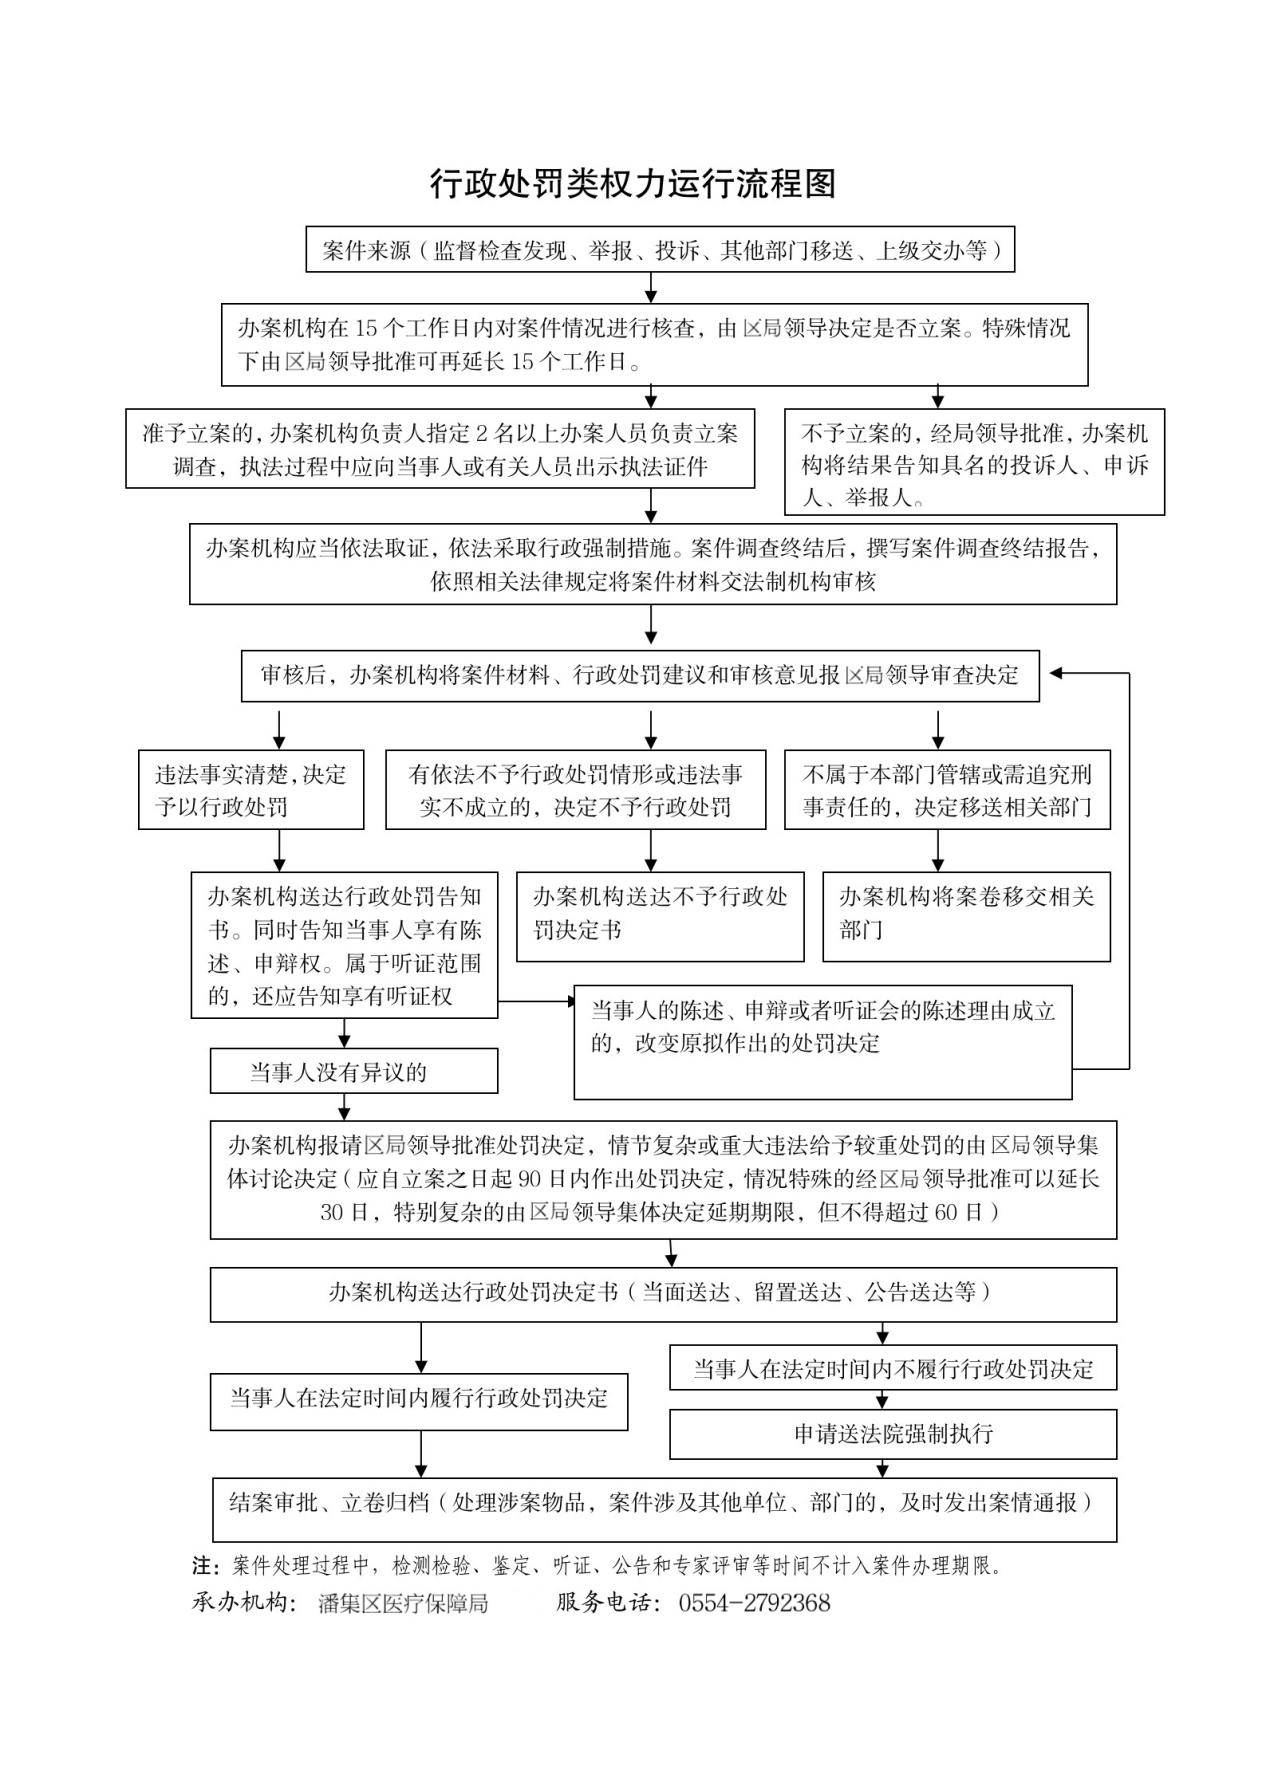 行政处罚类权力运行流程图
案件来源（监督检查发现、举报、投诉、其他部门移送、上级交办等）
办案机构在 15 个工作日内对案件情况进行核查，由区局领导决定是否立案。特殊情况
下由区局领导批准可再延长 15 个工作日。
准予立案的，办案机构负责人指定 2 名以上办案人员负责立案
调查，执法过程中应向当事人或有关人员出示执法证件
不予立案的，经局领导批准，办案机
构将结果告知具名的投诉人、申诉
人、举报人。
办案机构应当依法取证，依法采取行政强制措施。案件调查终结后，撰写案件调查终结报告，
依照相关法律规定将案件材料交法制机构审核
审核后，办案机构将案件材料、行政处罚建议和审核意见报区局领导审查决定
违法事实清楚，决定
予以行政处罚
有依法不予行政处罚情形或违法事
实不成立的，决定不予行政处罚
不属于本部门管辖或需追究刑
事责任的，决定移送相关部门
办案机构送达行政处罚告知
书。同时告知当事人享有陈
述、申辩权。属于听证范围
的，还应告知享有听证权
办案机构送达不予行政处
罚决定书
办案机构将案卷移交相关
部门
当事人的陈述、申辩或者听证会的陈述理由成立
的，改变原拟作出的处罚决定
当事人没有异议的
办案机构报请区局领导批准处罚决定，情节复杂或重大违法给予较重处罚的由区局领导集
体讨论决定（应自立案之日起 90 日内作出处罚决定，情况特殊的经区局领导批准可以延长
30 日，特别复杂的由区局领导集体决定延期期限，但不得超过 60 日）
办案机构送达行政处罚决定书（当面送达、留置送达、公告送达等）
当事人在法定时间内不履行行政处罚决定
当事人在法定时间内履行行政处罚决定
申请送法院强制执行
结案审批、立卷归档（处理涉案物品，案件涉及其他单位、部门的，及时发出案情通报）
注：案件处理过程中，检测检验、鉴定、听证、公告和专家评审等时间不计入案件办理期限。
承办机构： 潘集区医疗保障局 服务电话：0554-2792368